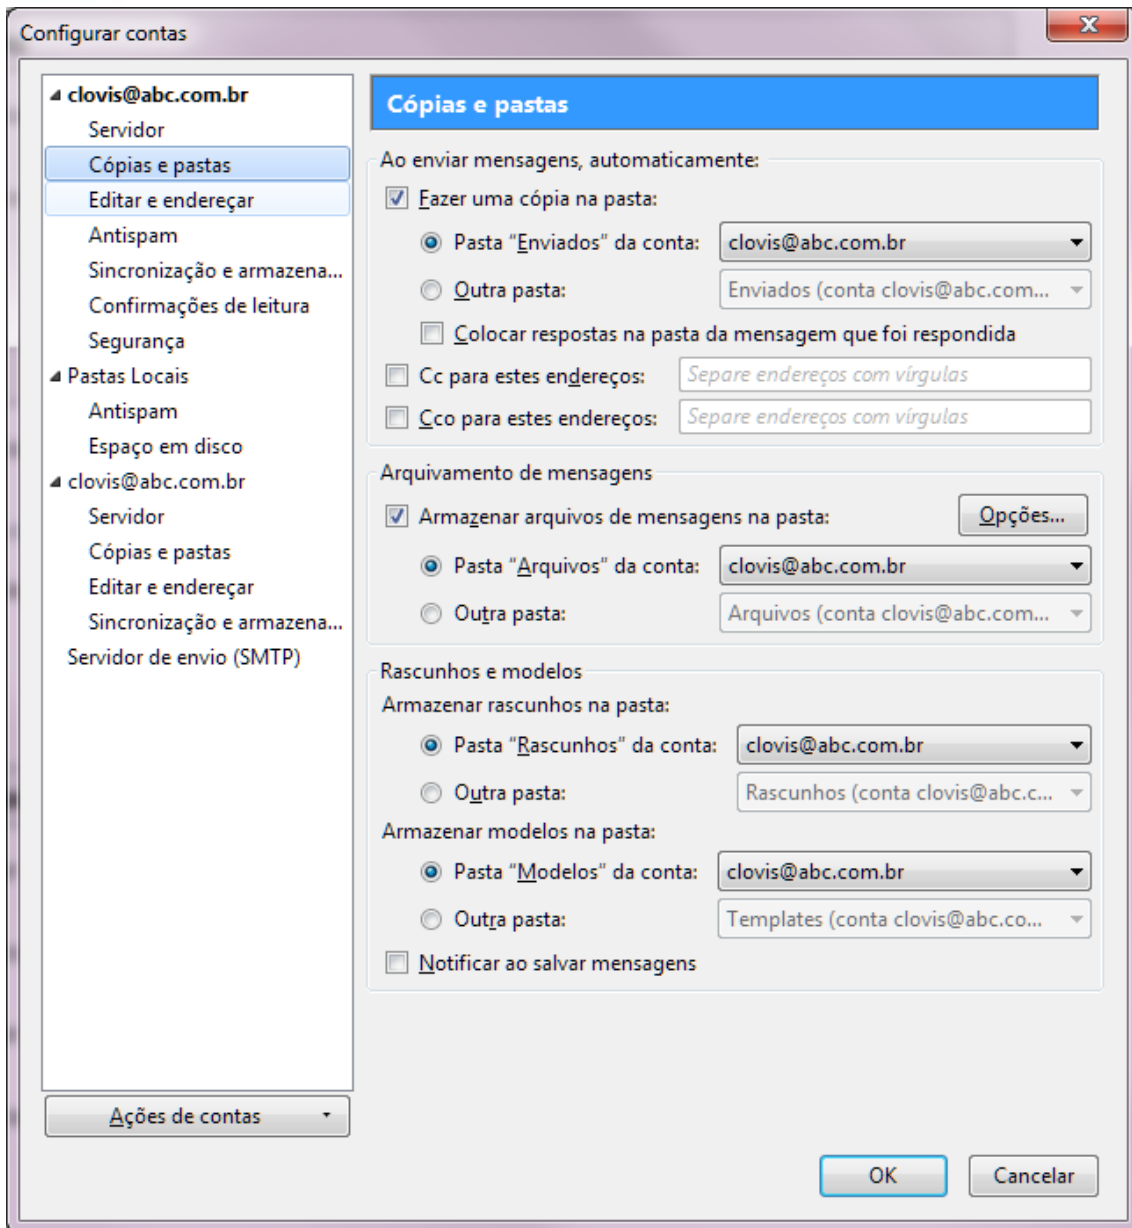 Configurar contas
clovis@abc.com.br
Servidor
Cópias e pastas
Editar e endereçar
Antispam
Sincronização e armazena...
Confirmações de leitura
Segurança
Pastas Locais
Antispam
Espaço em disco
clovis@abc.com.br
Servidor
Cópias e pastas
Editar e endereçar
Sincronização e armazena...
Servidor de envio (SMTP)
Ações de contas
Cópias e pastas
Ao enviar mensagens, automaticamente:
Fazer uma cópia na pasta:
Pasta "Enviados" da conta: clovis@abc.com.br
Outra pasta: Enviados (conta clovis@abc.com...
Colocar respostas na pasta da mensagem que foi respondida
Cc para estes endereços: Separe endereços com vírgulas
Cco para estes endereços: Separe endereços com vírgulas
Arquivamento de mensagens
Armazenar arquivos de mensagens na pasta: Opções...
Pasta "Arquivos" da conta: clovis@abc.com.br
Outra pasta: Arquivos (conta clovis@abc.com...
Rascunhos e modelos
Armazenar rascunhos na pasta:
Pasta "Rascunhos" da conta: clovis@abc.com.br
Outra pasta: Rascunhos (conta clovis@abc.c...
Armazenar modelos na pasta:
Pasta "Modelos" da conta: clovis@abc.com.br
Outra pasta: Templates (conta clovis@abc.co...
Notificar ao salvar mensagens
OK Cancelar